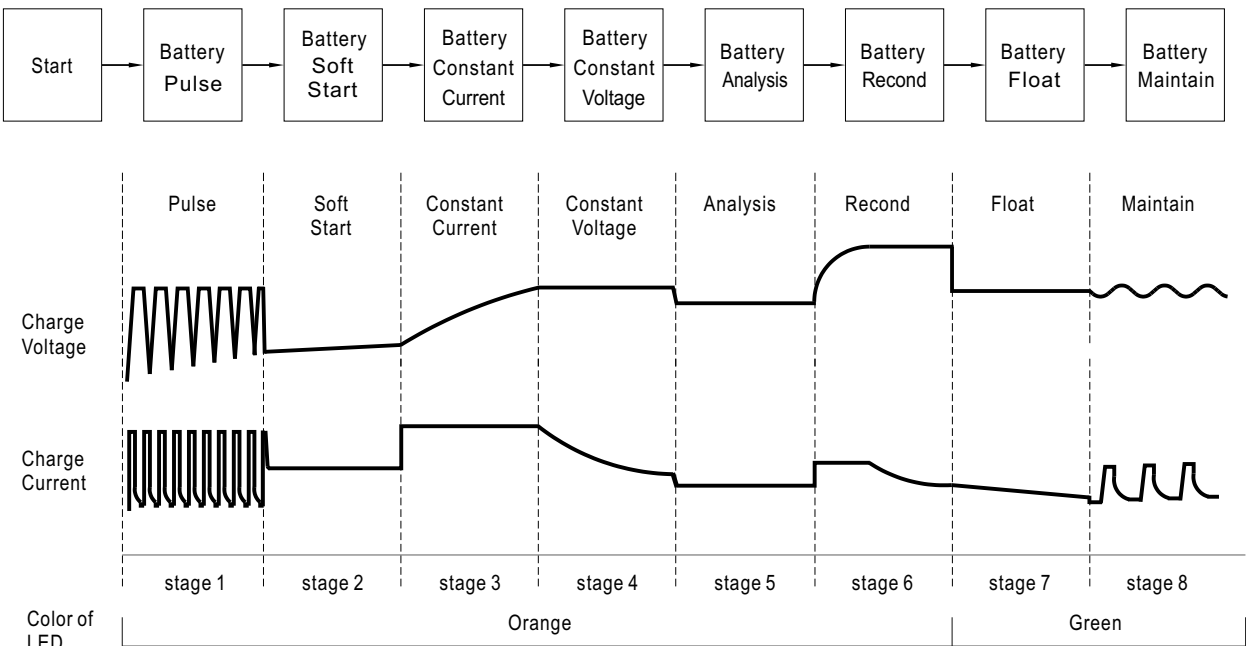 Start
Battery
Pulse
Battery
Soft
Start
Battery
Constant
Current
Battery
Constant
Voltage
Battery
Analysis
Battery
Recond
Battery
Float
Battery
Maintain
Pulse
Soft
Start
Constant
Current
Constant
Voltage
Analysis
Recond
Float
Maintain
Charge
Voltage
Charge
Current
stage 1
stage 2
stage 3
stage 4
stage 5
stage 6
stage 7
stage 8
Color of
LED
Orange
Green